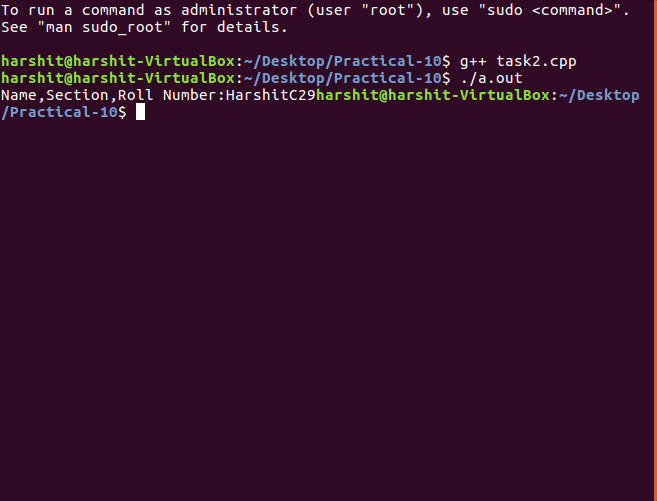 To run a command as administrator (user "root"), use "sudo <command>".
See "man sudo_root" for details.
harshit@harshit-VirtualBox:~/Desktop/Practical-10$ g++ task2.cpp
harshit@harshit-VirtualBox:~/Desktop/Practical-10$ ./a.out
Name,Section,Roll Number:HarshitC29harshit@harshit-VirtualBox:~/Desktop
/Practical-10$